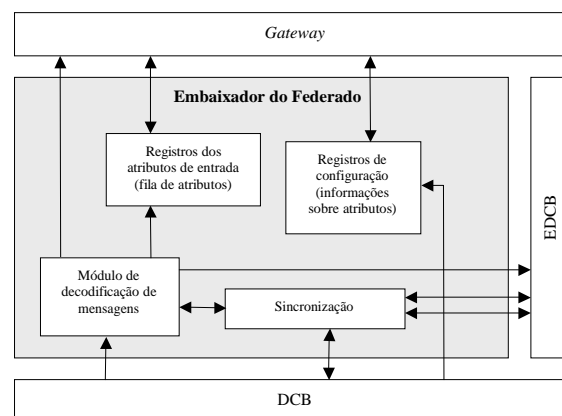 Gateway
Embaixador do Federado
Registros dos
atributos de entrada
(fila de atributos)
Registros de
configuração
(informações
sobre atributos)
EDCB
Módulo de
decodificação de
mensagens
Sincronização
DCB